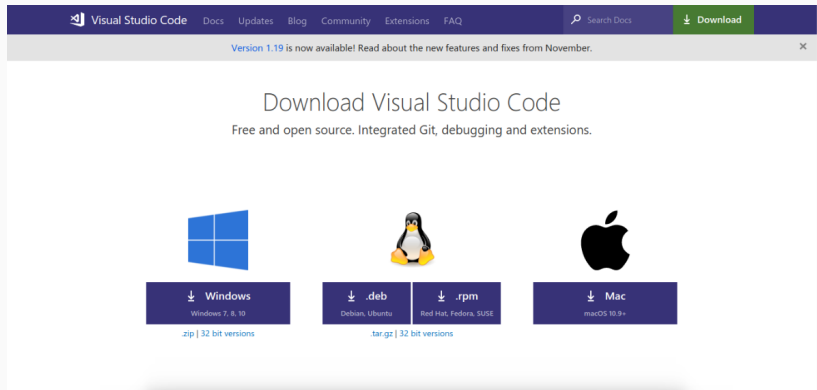 Visual Studio Code Docs Updates Blog Community Extensions FAQ Search Docs Download
Version 1.19 is now available! Read about the new features and fixes from November. ×
Download Visual Studio Code
Free and open source. Integrated Git, debugging and extensions.
Windows .deb .rpm Mac
Windows 7, 8, 10 Debian, Ubuntu Red Hat, Fedora, SUSE macOS 10.9+
.zip | 32 bit versions .tar.gz | 32 bit versions